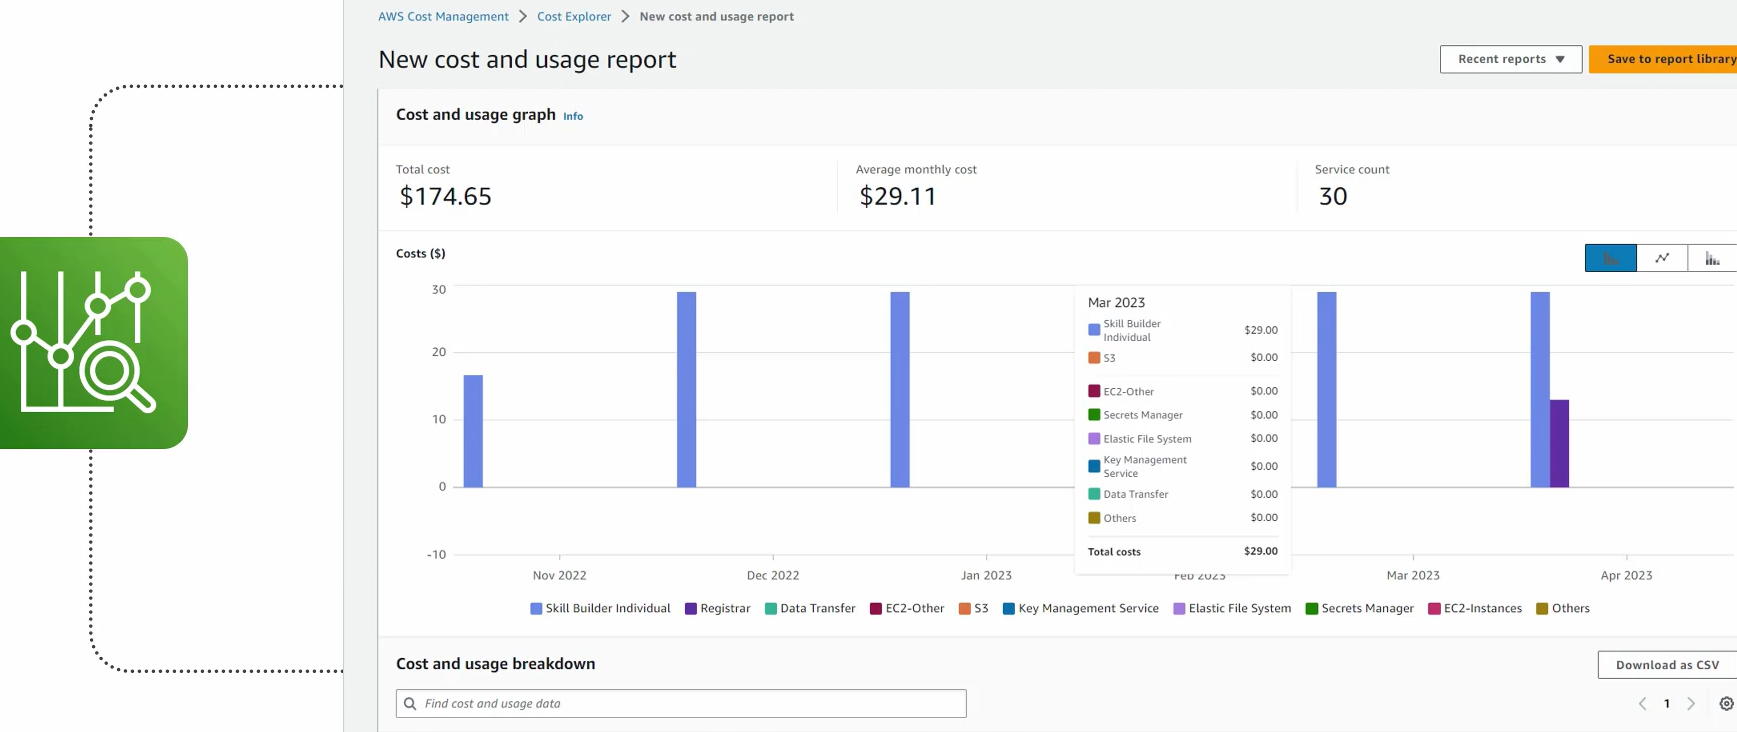 AWS Cost Management > Cost Explorer > New cost and usage report
New cost and usage report
Recent reports ▼
Save to report library
Cost and usage graph Info
Total cost
$174.65
Average monthly cost
$29.11
Service count
30
Costs ($)
30
20
10
0
-10
Mar 2023
Skill Builder
Individual
$29.00
S3 $0.00
EC2-Other $0.00
Secrets Manager $0.00
Elastic File System $0.00
Key Management
Service
$0.00
Data Transfer $0.00
Others $0.00
Total costs $29.00
Nov 2022 Dec 2022 Jan 2023 Feb 2023 Mar 2023 Apr 2023
Skill Builder Individual Registrar Data Transfer EC2-Other S3 Key Management Service Elastic File System Secrets Manager EC2-Instances Others
Cost and usage breakdown
Download as CSV
Find cost and usage data
1